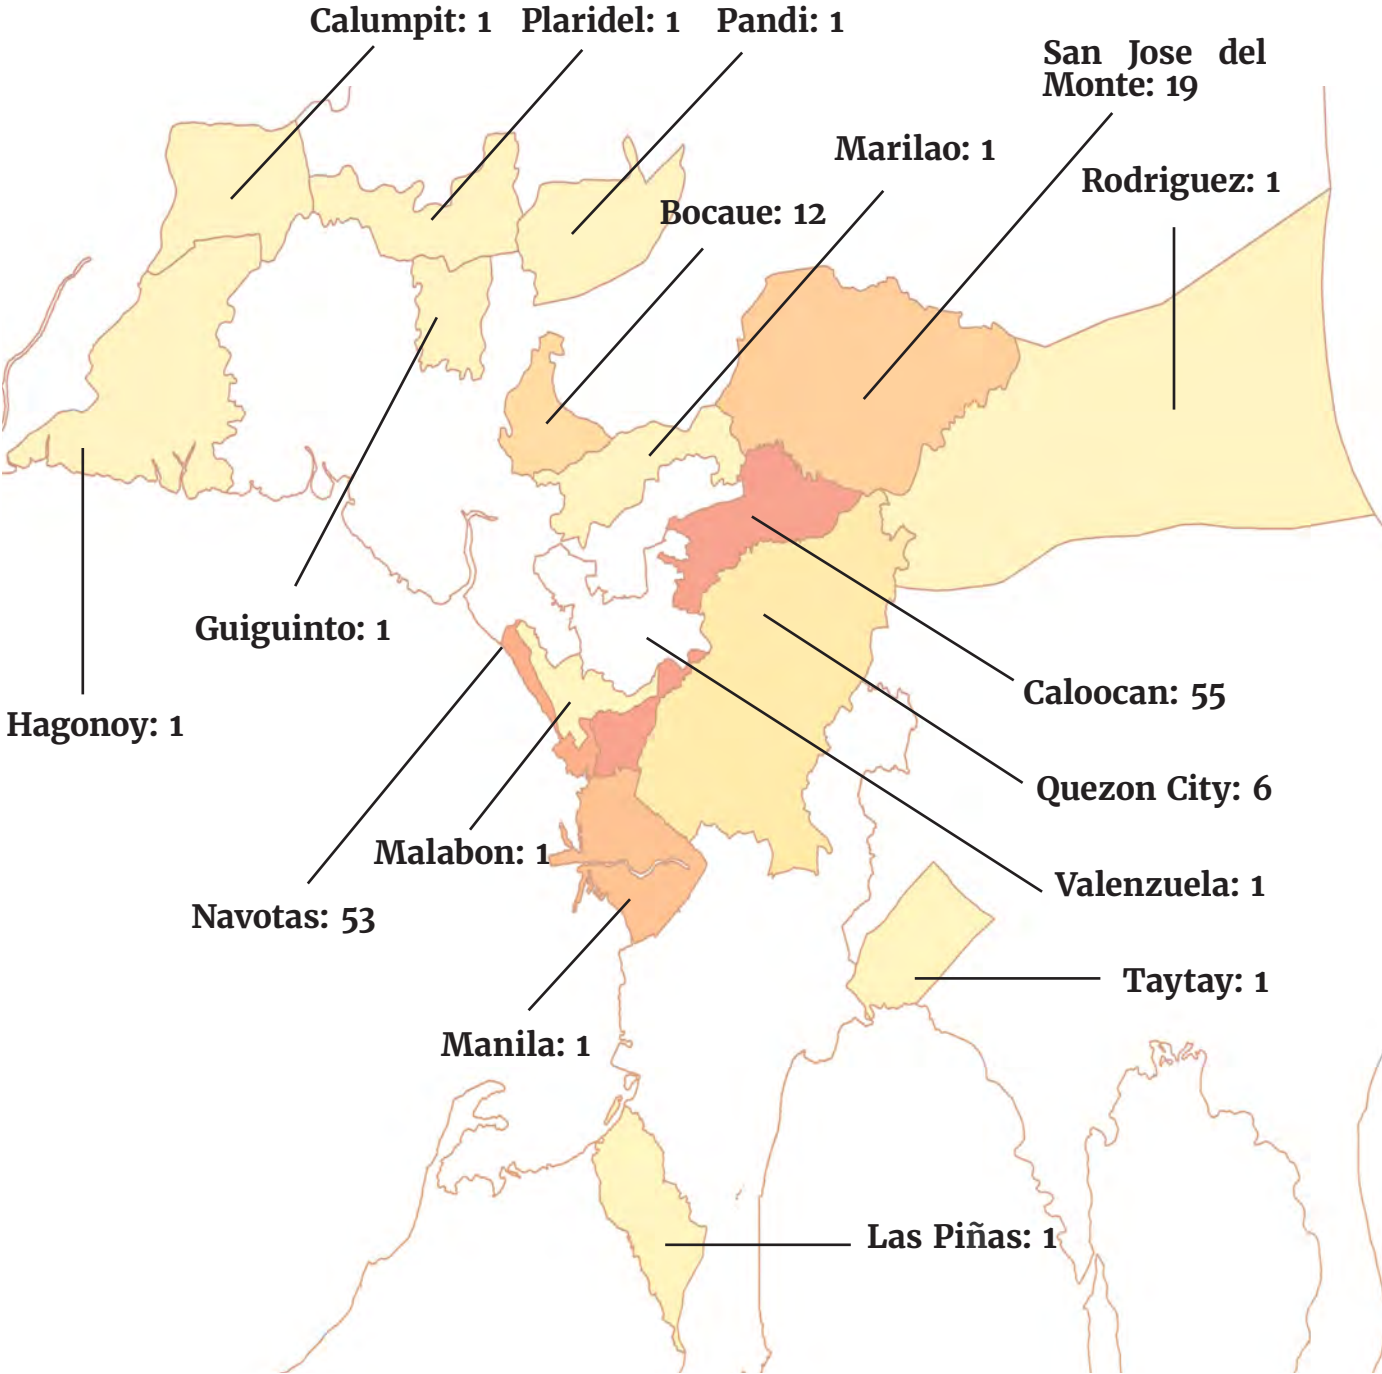 Calumpit: 1
Plaridel: 1
Pandi: 1
San Jose del
Monte: 19
Marilao: 1
Rodriguez: 1
Bocaue: 12
Guiguinto: 1
Hagonoy: 1
Caloocan: 55
Quezon City: 6
Malabon: 1
Valenzuela: 1
Navotas: 53
Taytay: 1
Manila: 1
Las Piñas: 1